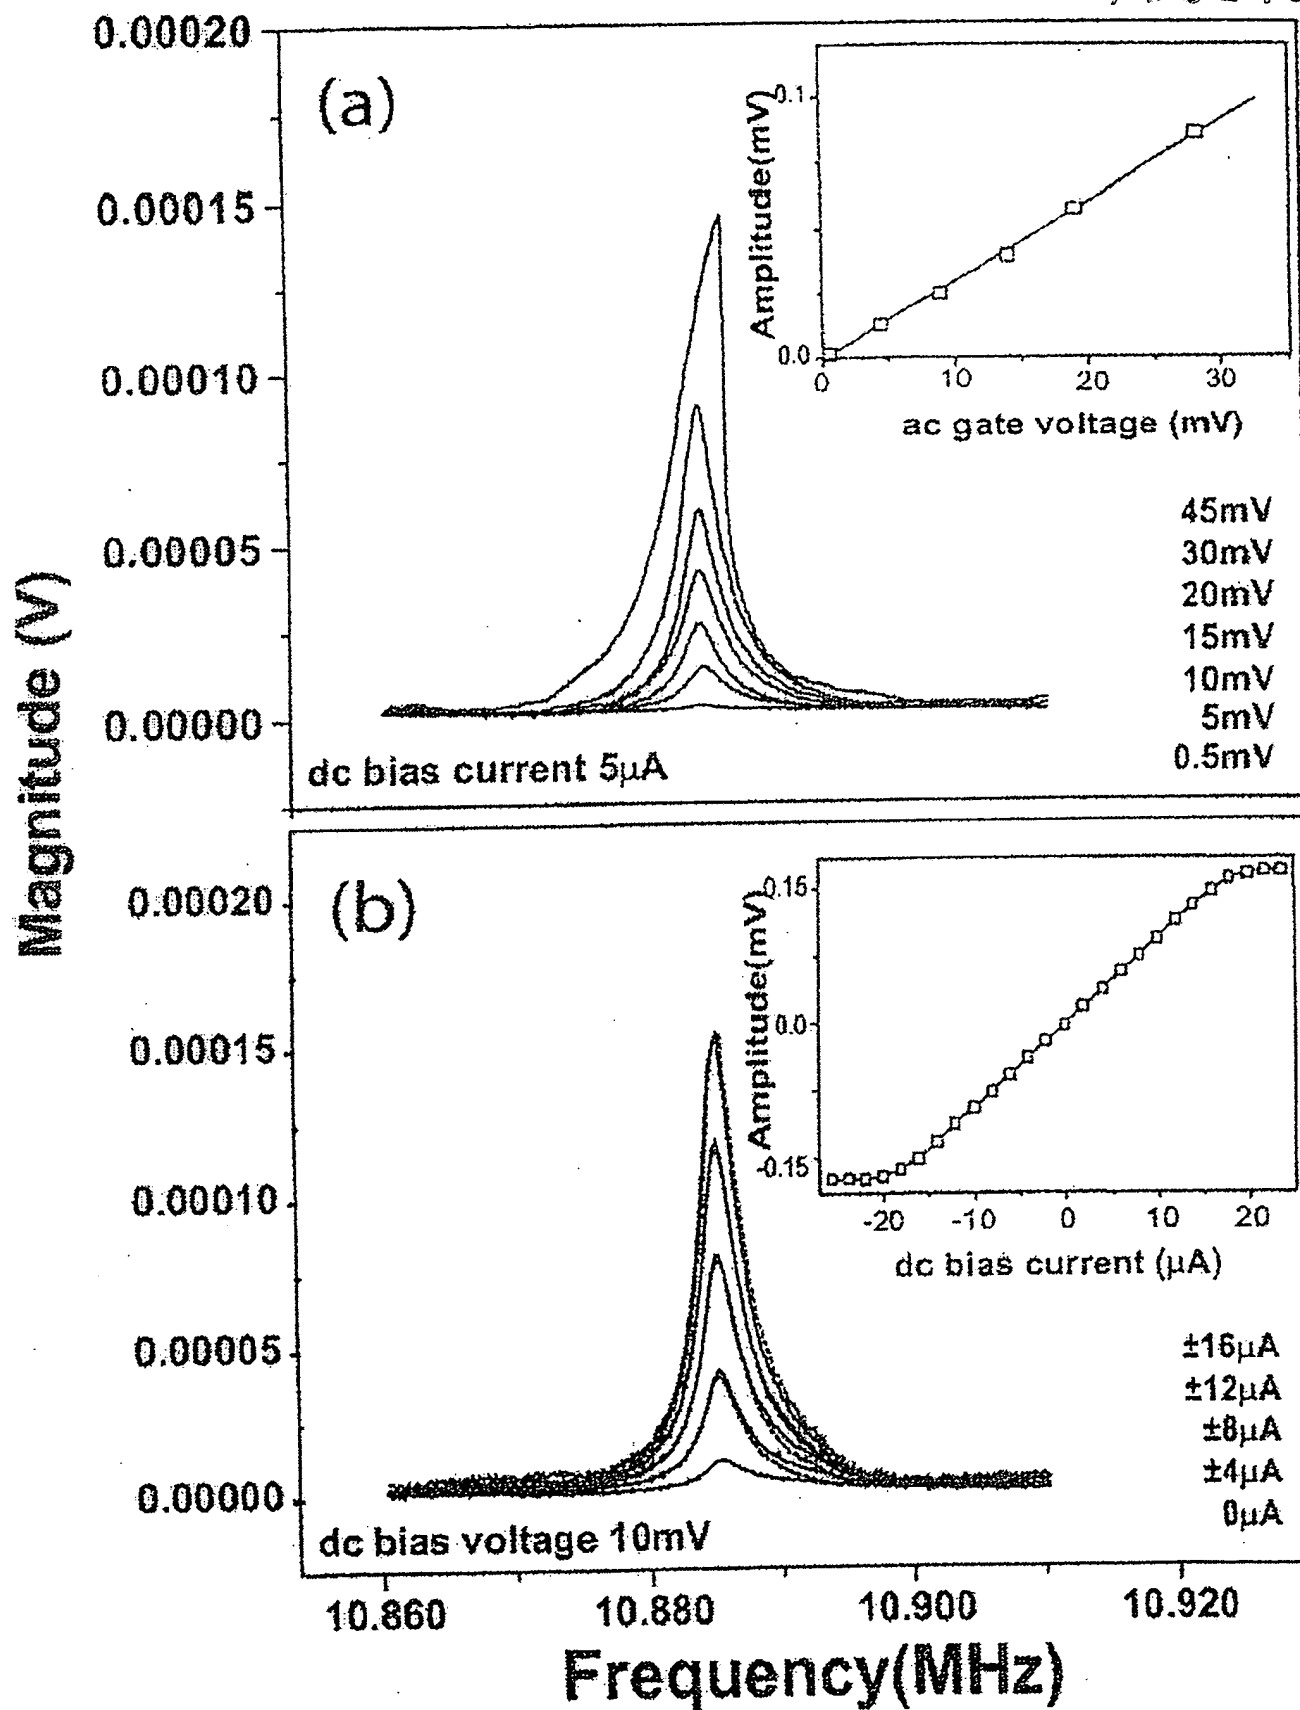 0.00020
(a)
0.00015
0.00010
0.00005
0.00000
Magnitude (V)
Amplitude(mV)
0.1
0.0
0 10 20 30
ac gate voltage (mV)
45mV
30mV
20mV
15mV
10mV
5mV
0.5mV
dc bias current 5µA
(b)
0.00020
0.00015
0.00010
0.00005
0.00000
Amplitude(mV)
0.15
0.0
-0.15
-20 -10 0 10 20
dc bias current (µA)
±16µA
±12µA
±8µA
±4µA
0µA
dc bias voltage 10mV
10.860 10.880 10.900 10.920
Frequency(MHz)